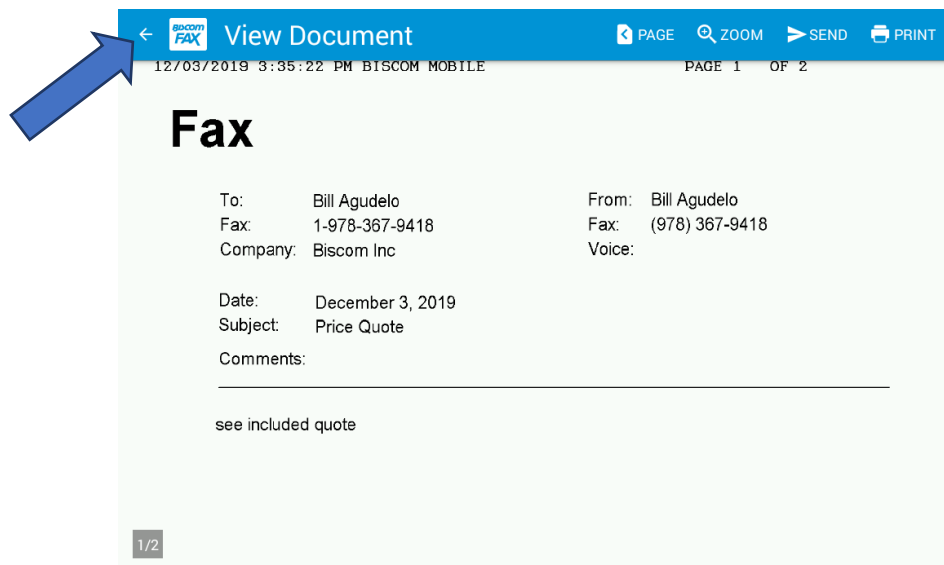 BISCOM FAX View Document PAGE ZOOM SEND PRINT
12/03/2019 3:35:22 PM BISCOM MOBILE PAGE 1 OF 2
Fax
To: Bill Agudelo From: Bill Agudelo
Fax: 1-978-367-9418 Fax: (978) 367-9418
Company: Biscom Inc Voice:
Date: December 3, 2019
Subject: Price Quote
Comments:
see included quote
1/2